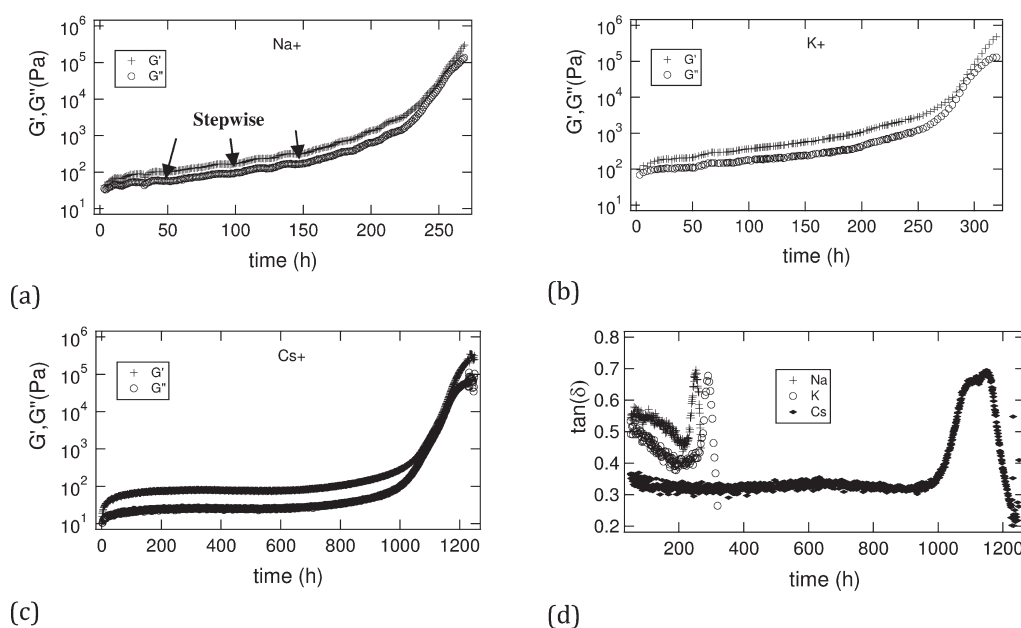 10^6
10^5
10^4
10^3
10^2
10^1
G',G"(Pa)
Na+
G'
G"
Stepwise
0 50 100 150 200 250
time (h)
(a)
10^6
10^5
10^4
10^3
10^2
10^1
G',G"(Pa)
K+
G'
G"
0 50 100 150 200 250 300
time (h)
(b)
10^6
10^5
10^4
10^3
10^2
10^1
G',G"(Pa)
Cs+
G'
G"
0 200 400 600 800 1000 1200
time (h)
(c)
0.8
0.7
0.6
0.5
0.4
0.3
0.2
tan(δ)
Na
K
Cs
200 400 600 800 1000 1200
time (h)
(d)